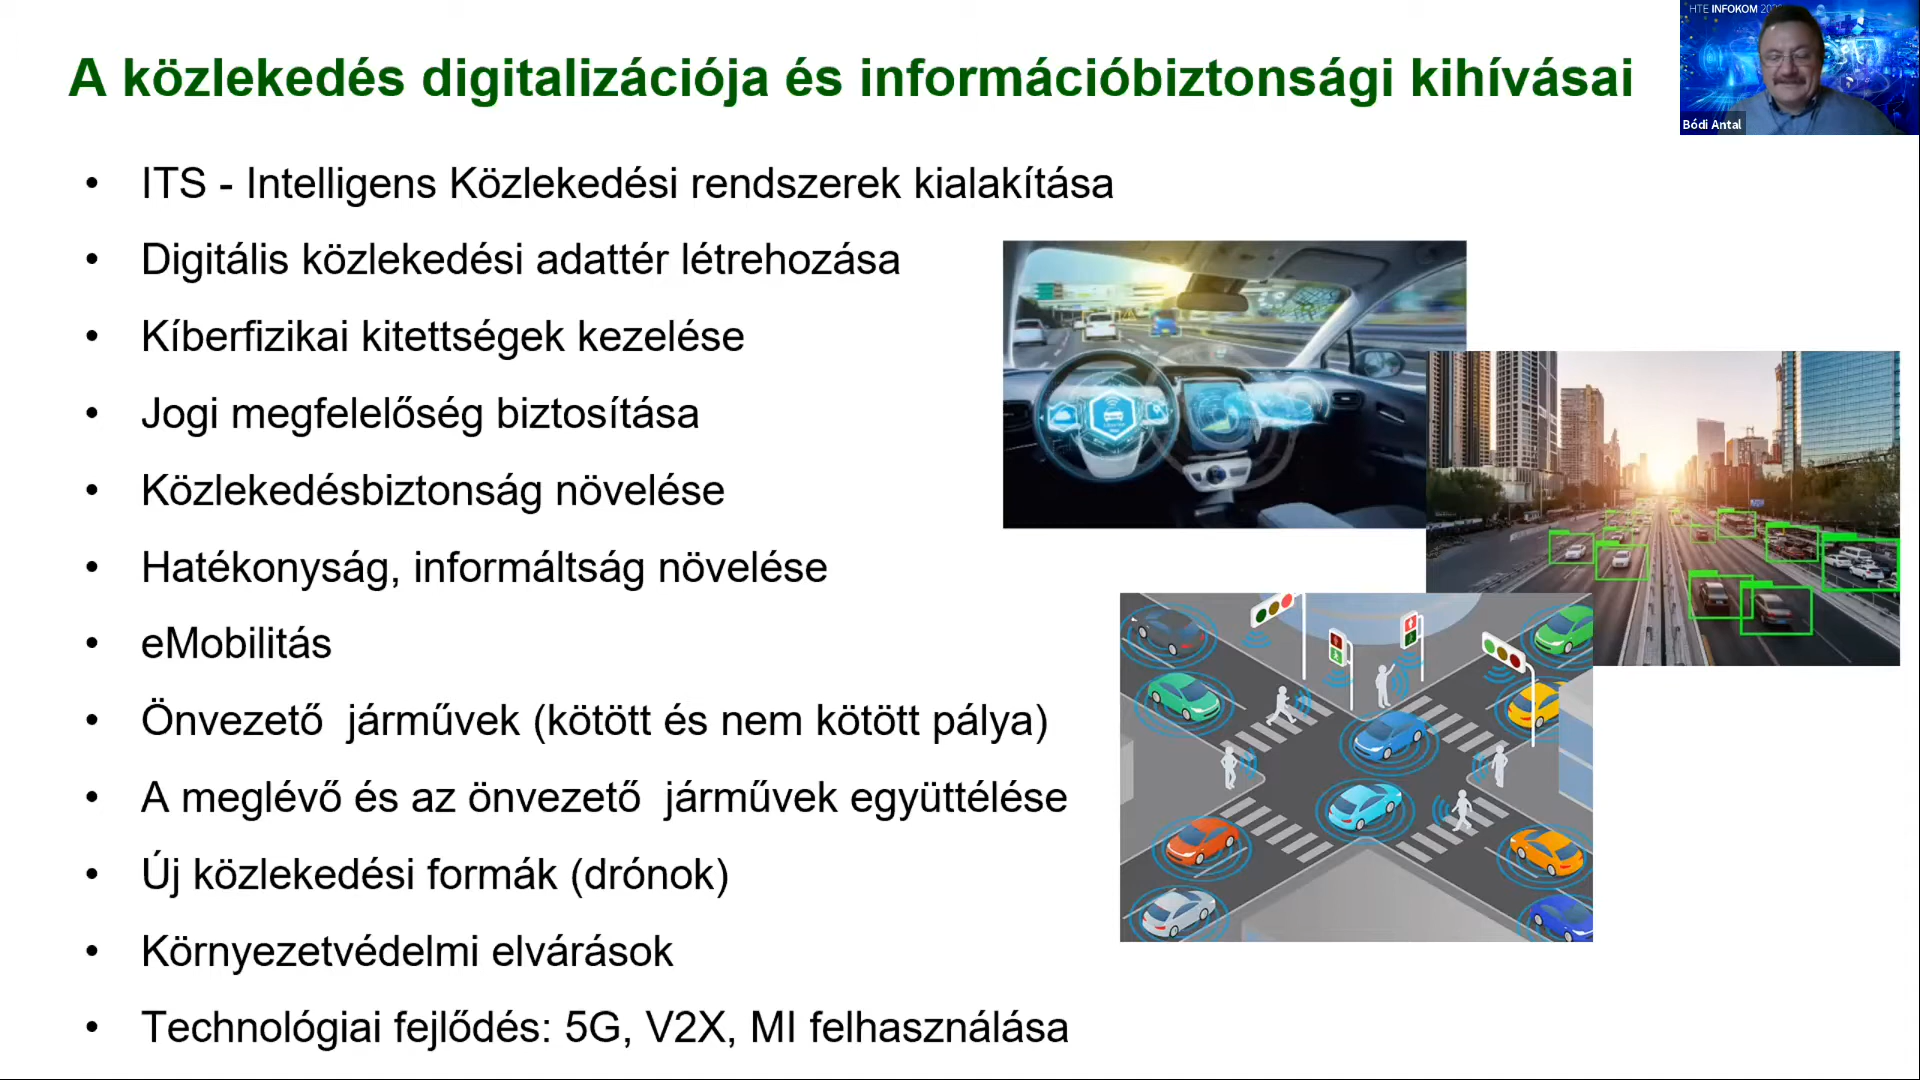 HTE INFOKOM
A közlekedés digitalizációja és információbiztonsági kihívásai
Bódi Antal
• ITS - Intelligens Közlekedési rendszerek kialakítása
• Digitális közlekedési adattér létrehozása
• Kíberfizikai kitettségek kezelése
• Jogi megfelelőség biztosítása
• Közlekedésbiztonság növelése
• Hatékonyság, informáltság növelése
• eMobilitás
• Önvezető  járművek (kötött és nem kötött pálya)
• A meglévő és az önvezető  járművek együttélése
• Új közlekedési formák (drónok)
• Környezetvédelmi elvárások
• Technológiai fejlődés: 5G, V2X, MI felhasználása